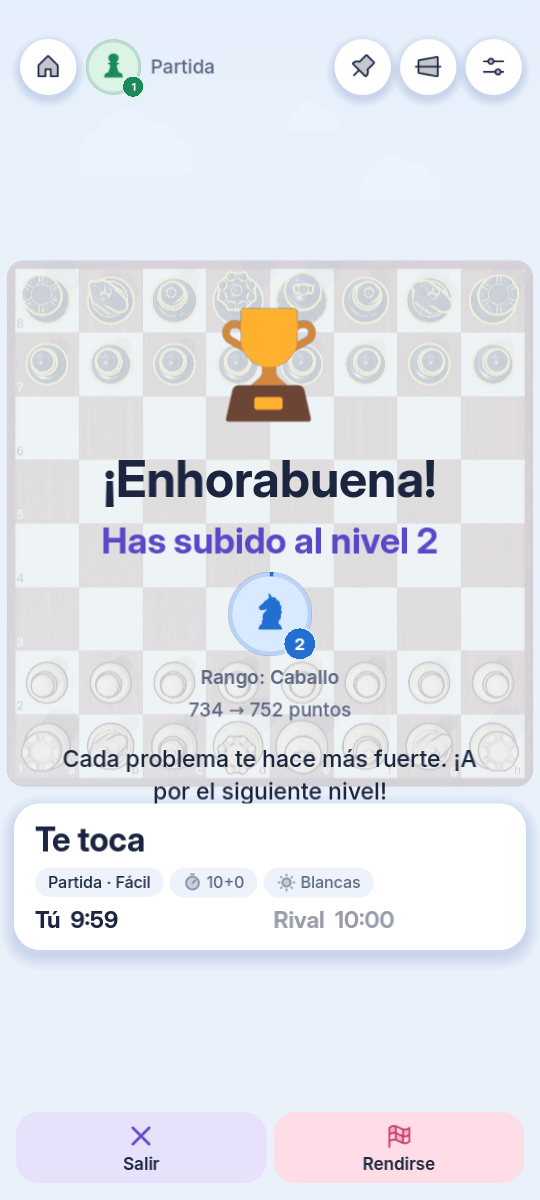 Partida
1
8
7
6
5
4
3
2
1
¡Enhorabuena!
Has subido al nivel 2
2
Rango: Caballo
734 → 752 puntos
Cada problema te hace más fuerte. ¡A
por el siguiente nivel!
h
Te toca
Partida · Fácil
10+0
Blancas
Tú 9:59
Rival 10:00
Salir
Rendirse